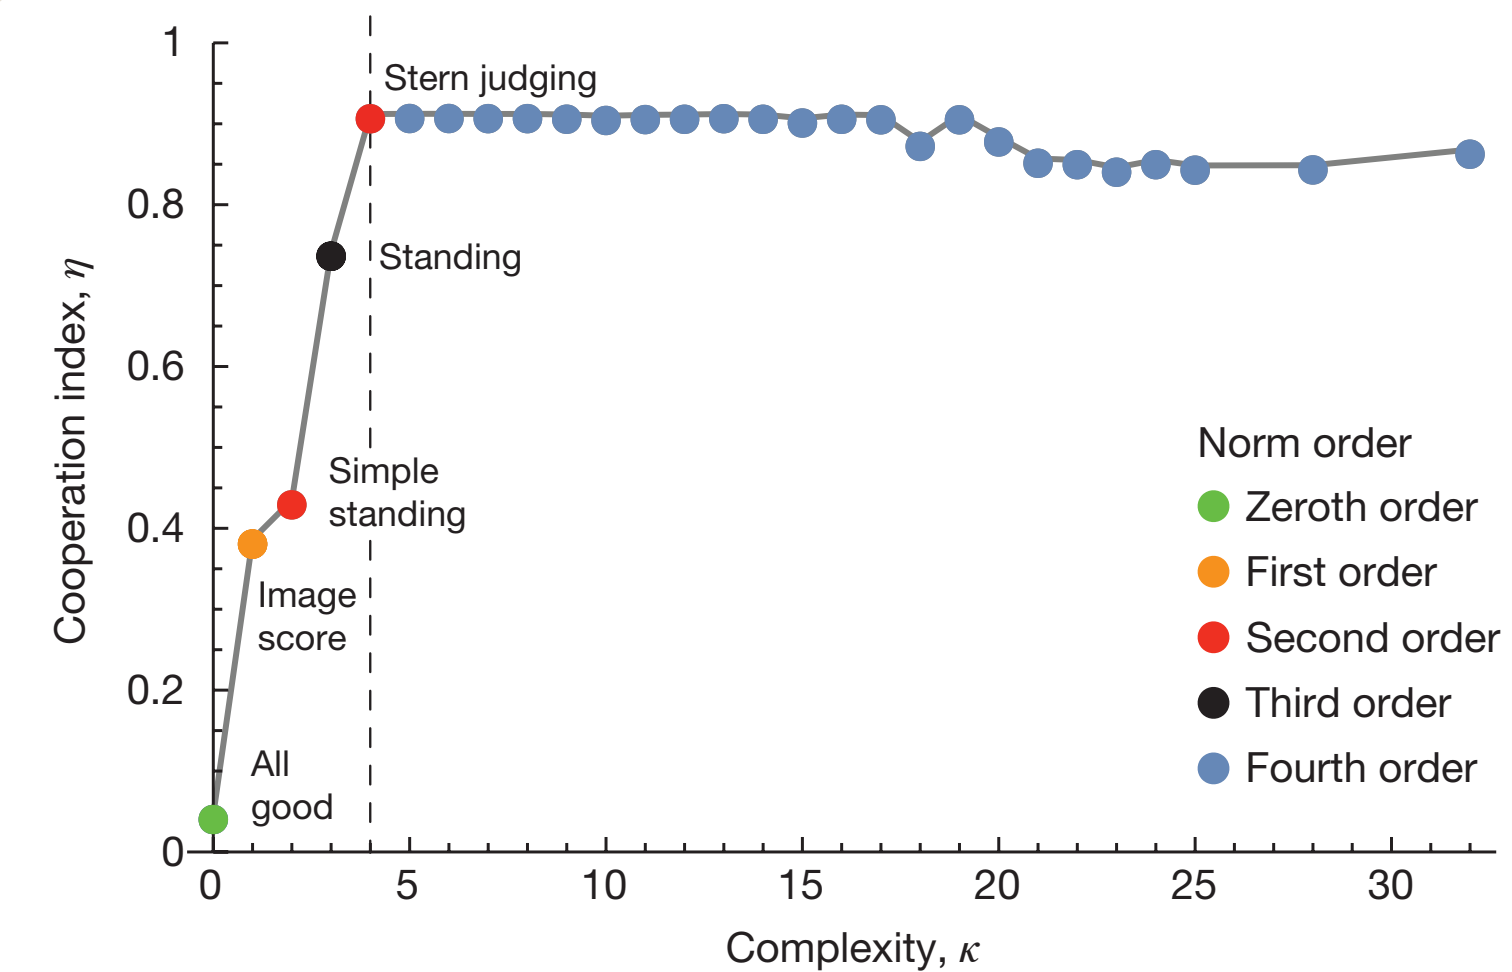 1
0.8
0.6
0.4
0.2
0
Cooperation index, η
Stern judging
Standing
Simple
standing
Image
score
All
good
Norm order
Zeroth order
First order
Second order
Third order
Fourth order
0 5 10 15 20 25 30
Complexity, κ